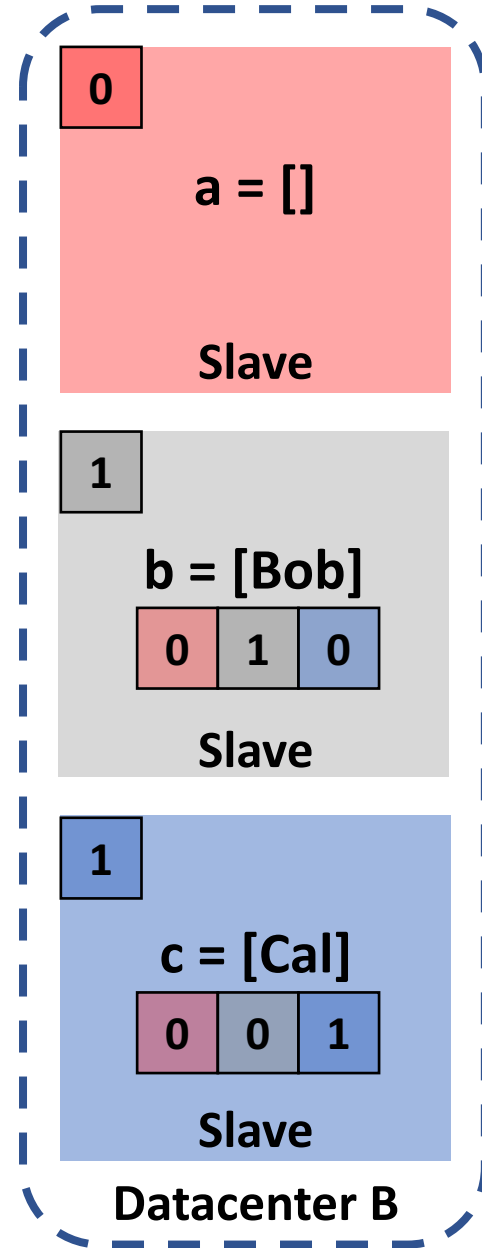 0
a = []
Slave
1
b = [Bob]
0 1 0
Slave
1
c = [Cal]
0 0 1
Slave
Datacenter B